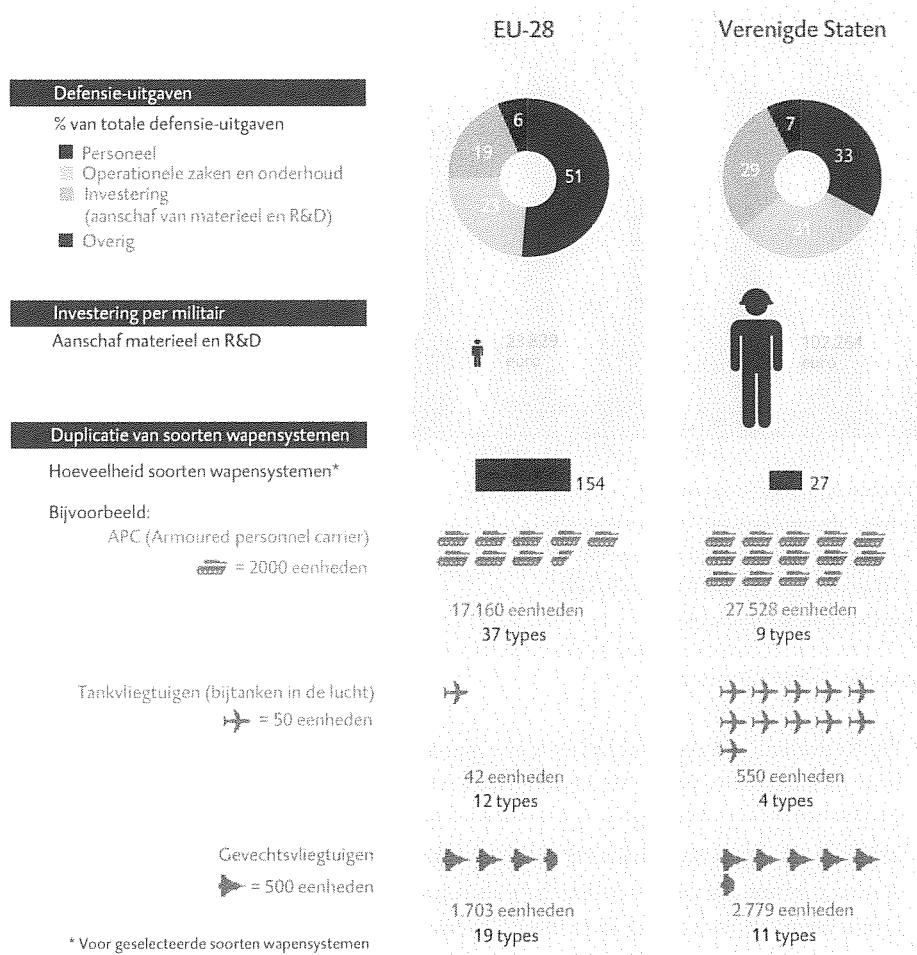 EU-28
Verenigde Staten
Defensie-uitgaven
% van totale defensie-uitgaven
Personeel
Operationele zaken en onderhoud
Investering
(aanschaf van materieel en R&D)
Overig
6
19
51
7
29
33
Investering per militair
Aanschaf materieel en R&D
euro
102.264
euro
Duplicatie van soorten wapensystemen
Hoeveelheid soorten wapensystemen*
154
27
Bijvoorbeeld:
APC (Armoured personnel carrier)
= 2000 eenheden
17.160 eenheden
37 types
27.528 eenheden
9 types
Tankvliegtuigen (bijtanken in de lucht)
= 50 eenheden
42 eenheden
12 types
550 eenheden
4 types
Gevechtsvliegtuigen
= 500 eenheden
1.703 eenheden
19 types
2.779 eenheden
11 types
* Voor geselecteerde soorten wapensystemen